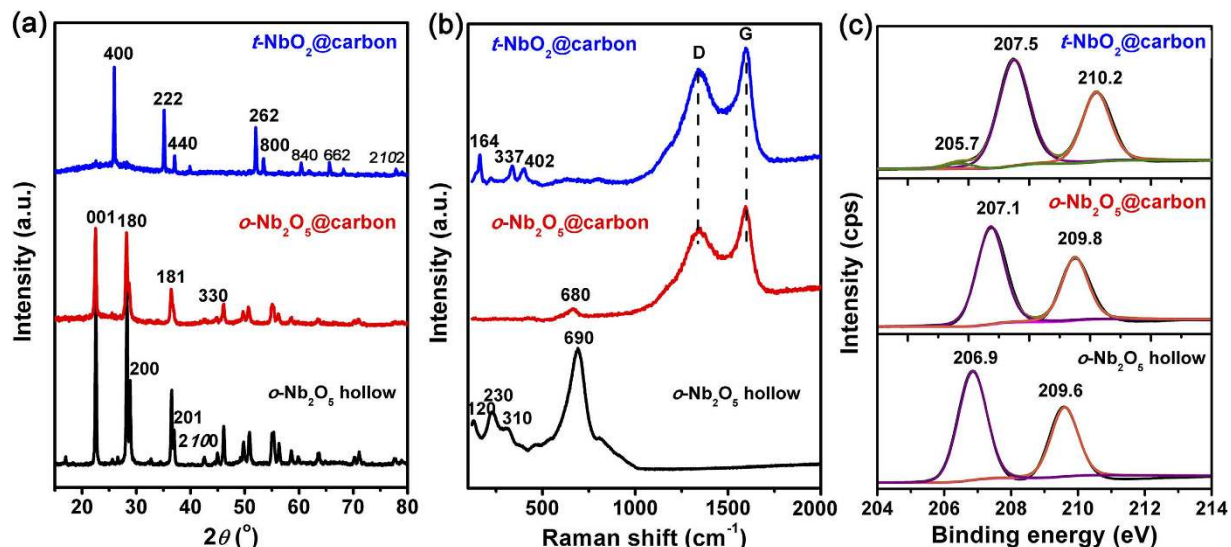 (a)
t-NbO2@carbon
400
222
440
262
800
840
662
2102
o-Nb2O5@carbon
001
180
181
330
o-Nb2O5 hollow
200
201
2100
Intensity (a.u.)
20 30 40 50 60 70 80
2θ (°)
(b)
t-NbO2@carbon
D
G
164
337
402
o-Nb2O5@carbon
680
690
o-Nb2O5 hollow
120
230
310
Intensity (a.u.)
500 1000 1500 2000
Raman shift (cm-1)
(c)
t-NbO2@carbon
207.5
210.2
205.7
o-Nb2O5@carbon
207.1
209.8
o-Nb2O5 hollow
206.9
209.6
Intensity (cps)
204 206 208 210 212 214
Binding energy (eV)